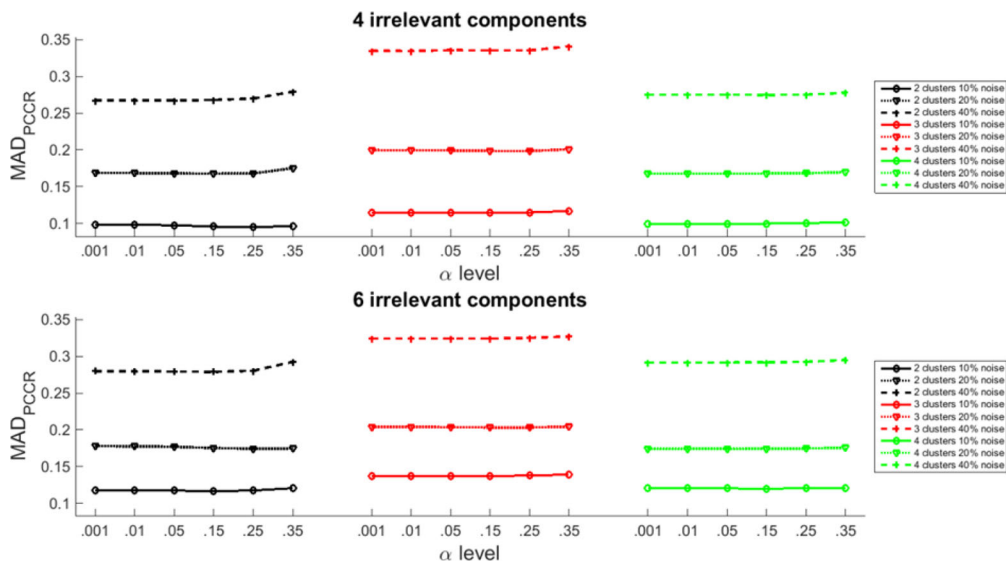 4 irrelevant components
0.35
0.3
0.25
0.2
0.15
0.1
MAD_PCCR
.001 .01 .05 .15 .25 .35 .001 .01 .05 .15 .25 .35 .001 .01 .05 .15 .25 .35
α level
2 clusters 10% noise
2 clusters 20% noise
2 clusters 40% noise
3 clusters 10% noise
3 clusters 20% noise
3 clusters 40% noise
4 clusters 10% noise
4 clusters 20% noise
4 clusters 40% noise
6 irrelevant components
0.35
0.3
0.25
0.2
0.15
0.1
MAD_PCCR
.001 .01 .05 .15 .25 .35 .001 .01 .05 .15 .25 .35 .001 .01 .05 .15 .25 .35
α level
2 clusters 10% noise
2 clusters 20% noise
2 clusters 40% noise
3 clusters 10% noise
3 clusters 20% noise
3 clusters 40% noise
4 clusters 10% noise
4 clusters 20% noise
4 clusters 40% noise